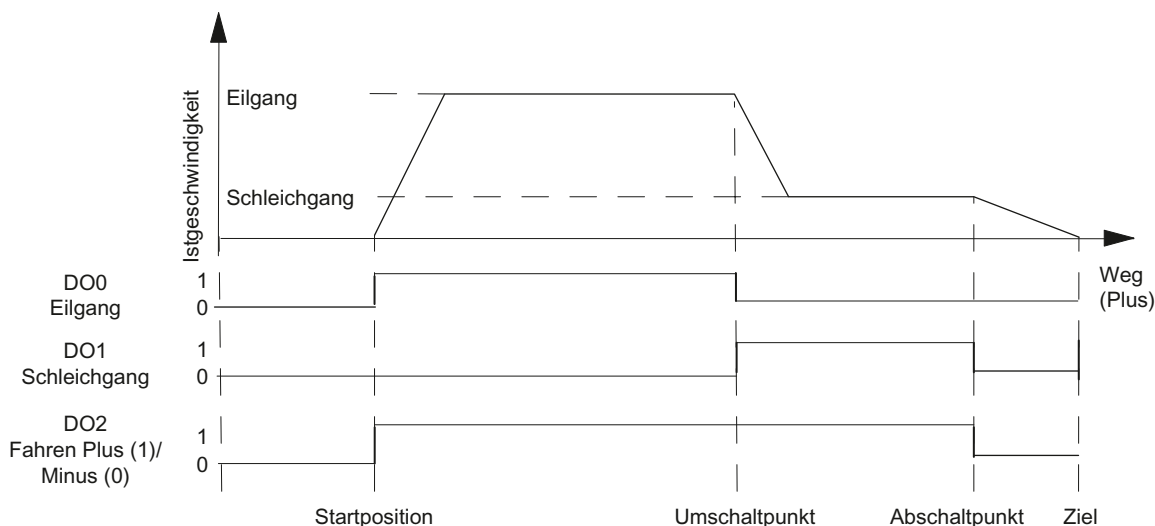 Istgeschwindigkeit
Eilgang
Schleichgang
Weg
(Plus)
DO0
Eilgang
1
0
DO1
Schleichgang
1
0
DO2
Fahren Plus (1)/
Minus (0)
1
0
Startposition
Umschaltpunkt
Abschaltpunkt
Ziel